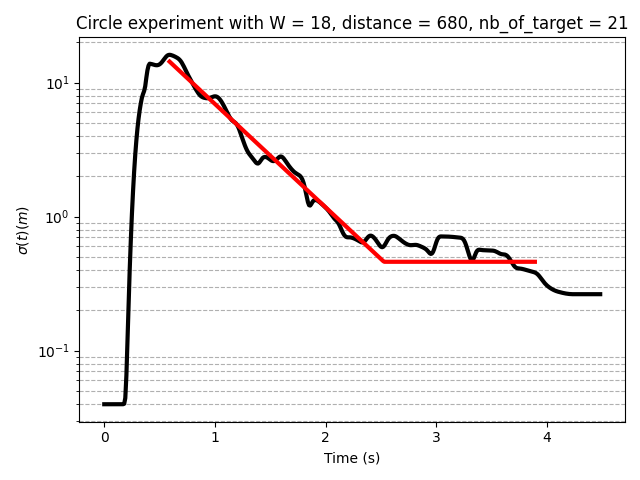 Circle experiment with W = 18, distance = 680, nb_of_target = 21
10¹
10⁰
10⁻¹
σ(t)(m)
0 1 2 3 4
Time (s)